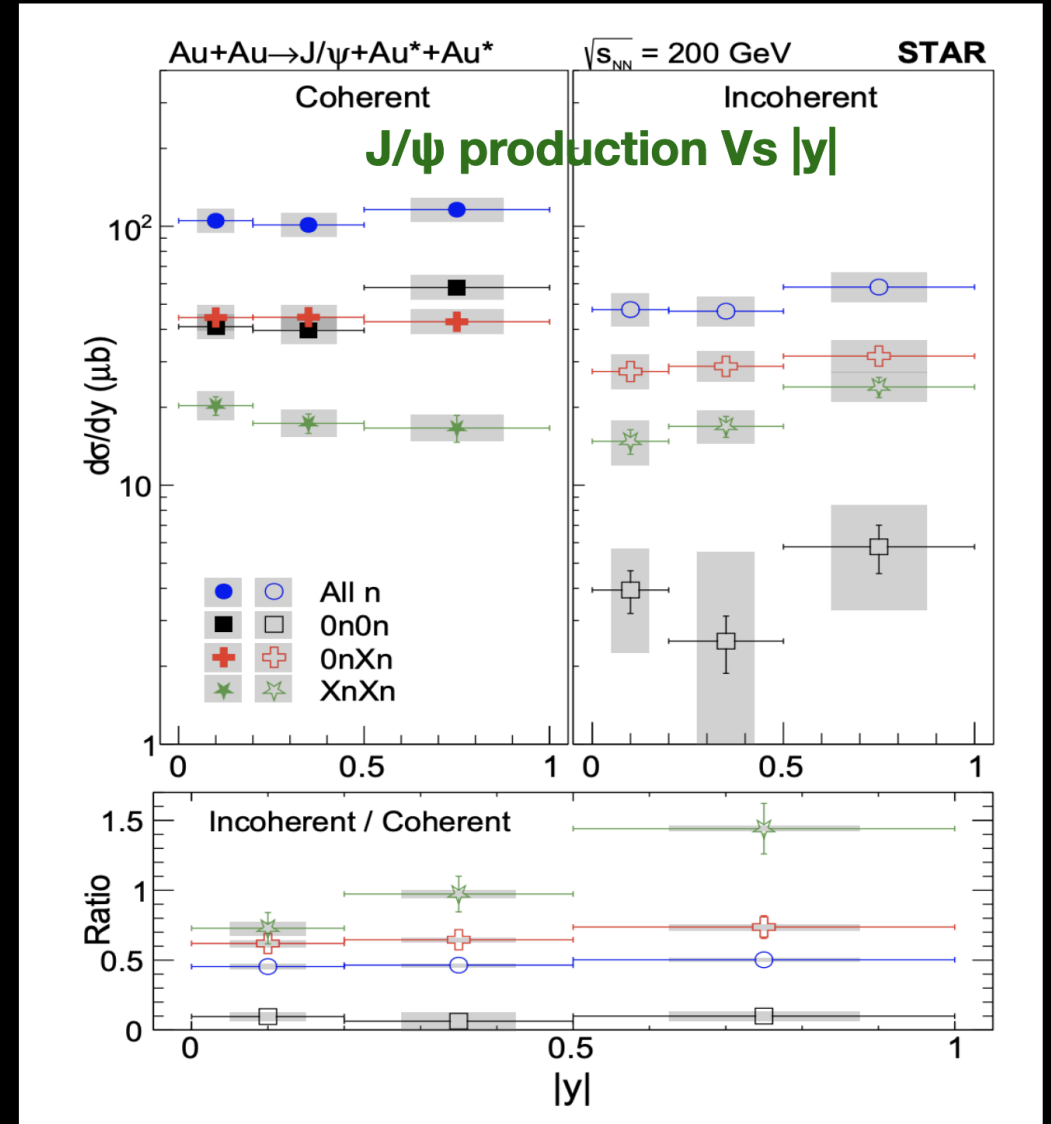 Au+Au→J/ψ+Au*+Au*
√s_NN = 200 GeV
STAR
Coherent
Incoherent
J/ψ production Vs |y|
dσ/dy (μb)
10²
10
1
All n
0n0n
0nXn
XnXn
0 0.5 1
0 0.5 1
Incoherent / Coherent
Ratio
1.5
1
0.5
0
0 0.5 1
|y|